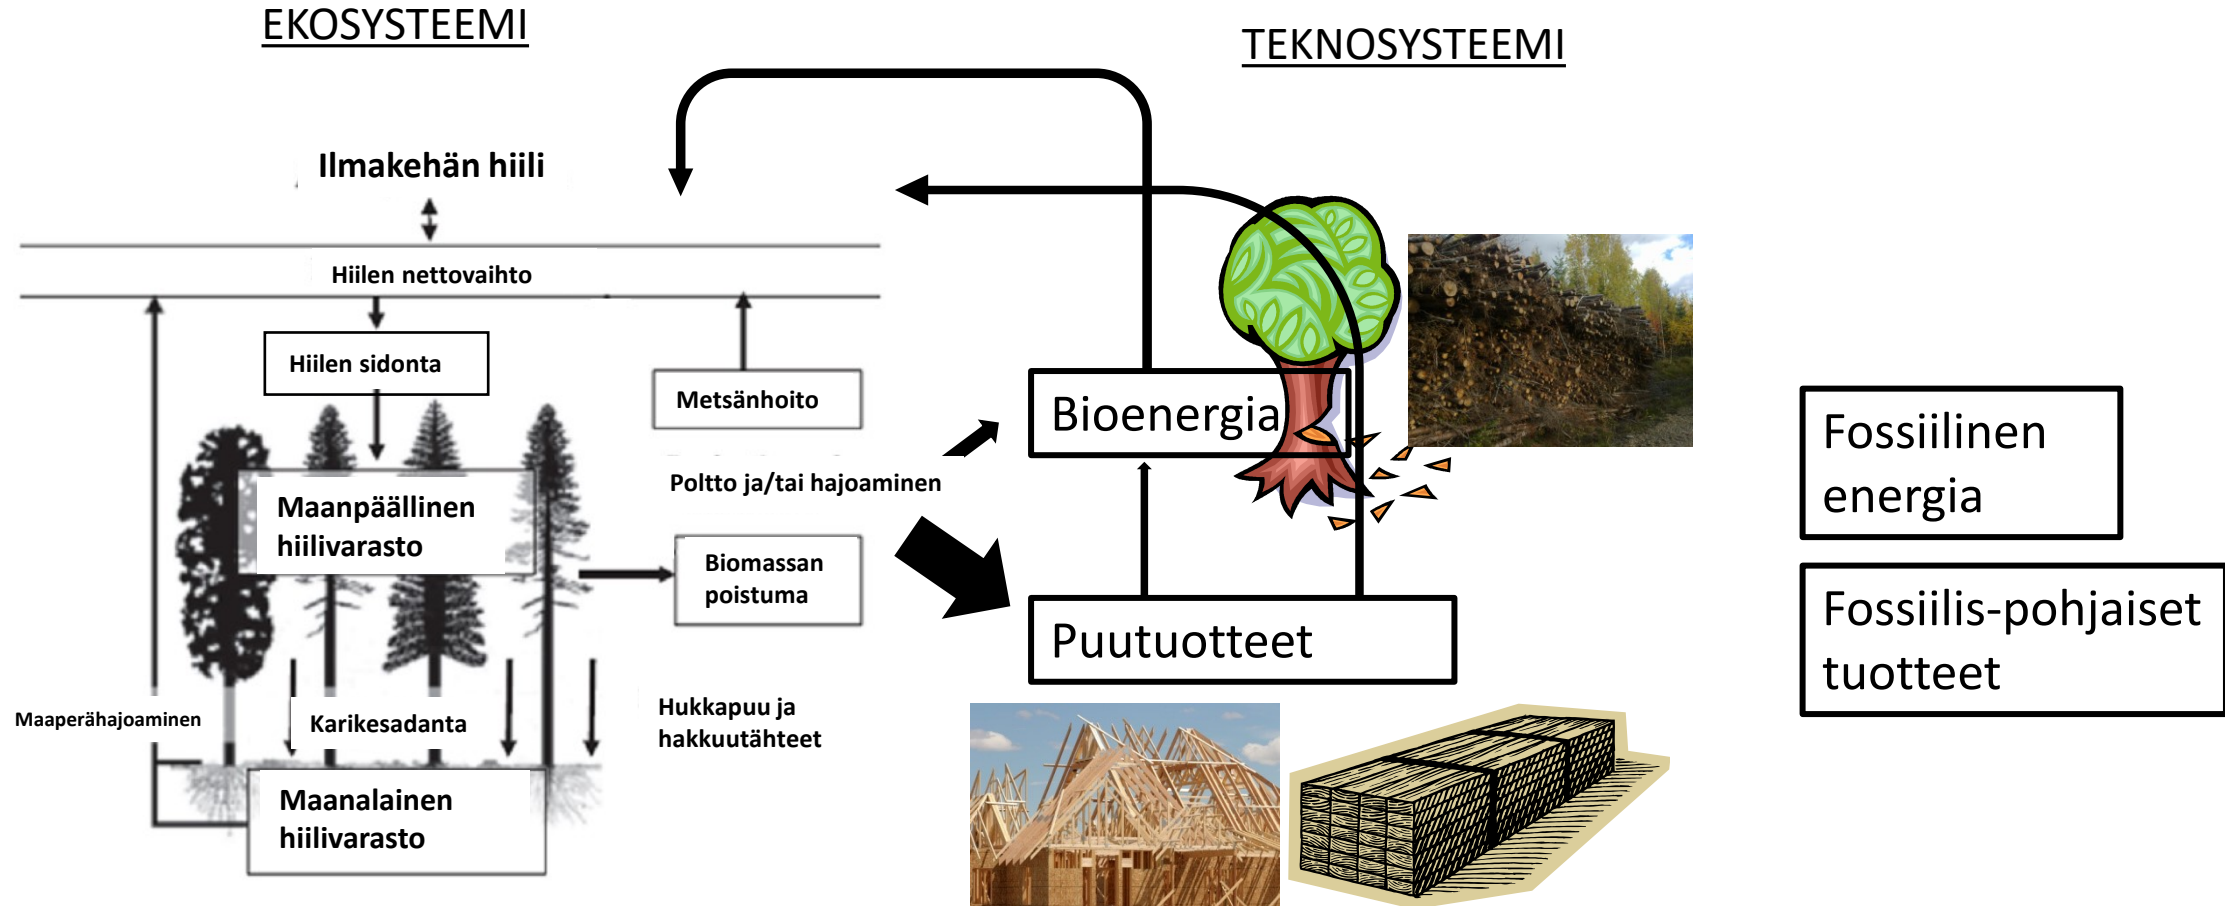 EKOSYSTEEMI
TEKNOSYSTEEMI
Ilmakehän hiili
Hiilen nettovaihto
Hiilen sidonta
Metsänhoito
Bioenergia
Fossiilinen
energia
Poltto ja/tai hajoaminen
Maanpäällinen
hiilivarasto
Biomassan
poistuma
Puutuotteet
Fossiilis-pohjaiset
tuotteet
Maaperähajoaminen
Karikesadanta
Hukkapuu ja
hakkuutähteet
Maanalainen
hiilivarasto